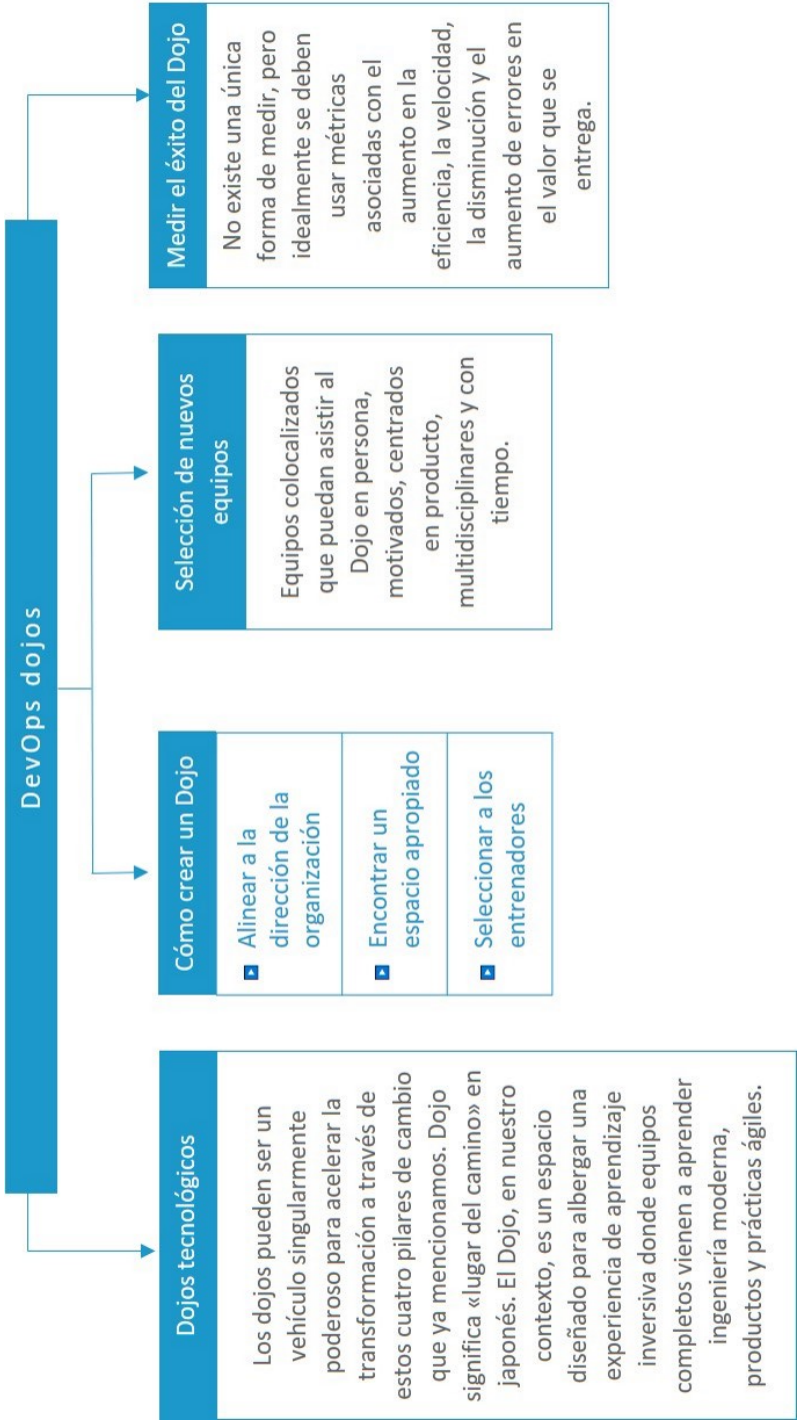 DevOps dojos
Dojos tecnológicos
Los dojos pueden ser un
vehículo singularmente
poderoso para acelerar la
transformación a través de
estos cuatro pilares de cambio
que ya mencionamos. Dojo
significa «lugar del camino» en
japonés. El Dojo, en nuestro
contexto, es un espacio
diseñado para albergar una
experiencia de aprendizaje
inversiva donde equipos
completos vienen a aprender
ingeniería moderna,
productos y prácticas ágiles.
Cómo crear un Dojo
Alinear a la
dirección de la
organización
Encontrar un
espacio apropiado
Seleccionar a los
entrenadores
Selección de nuevos
equipos
Equipos colocalizados
que puedan asistir al
Dojo en persona,
motivados, centrados
en producto,
multidisciplinares y con
tiempo.
Medir el éxito del Dojo
No existe una única
forma de medir, pero
idealmente se deben
usar métricas
asociadas con el
aumento en la
eficiencia, la velocidad,
la disminución y el
aumento de errores en
el valor que se
entrega.